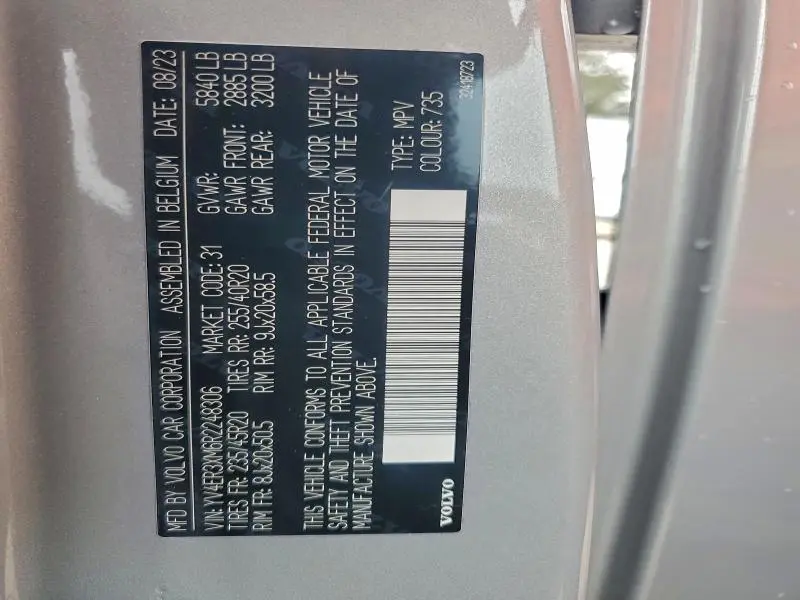 MFD BY VOLVO CAR CORPORATION ASSEMBLED IN BELGIUM DATE: 08/23
VIN: YV4ER3XM6R2248306 MARKET CODE: 31 GVWR: 5840 LB
TIRES FR: 235/45R20 TIRES RR: 255/40R20 GAWR FRONT: 2885 LB
RIM FR: 8Jx20x50.5 RIM RR: 9Jx20x58.5 GAWR REAR: 3200 LB
THIS VEHICLE CONFORMS TO ALL APPLICABLE FEDERAL MOTOR VEHICLE
SAFETY AND THEFT PREVENTION STANDARDS IN EFFECT ON THE DATE OF
MANUFACTURE SHOWN ABOVE.
TYPE: MPV
COLOUR: 735
VOLVO
32418723